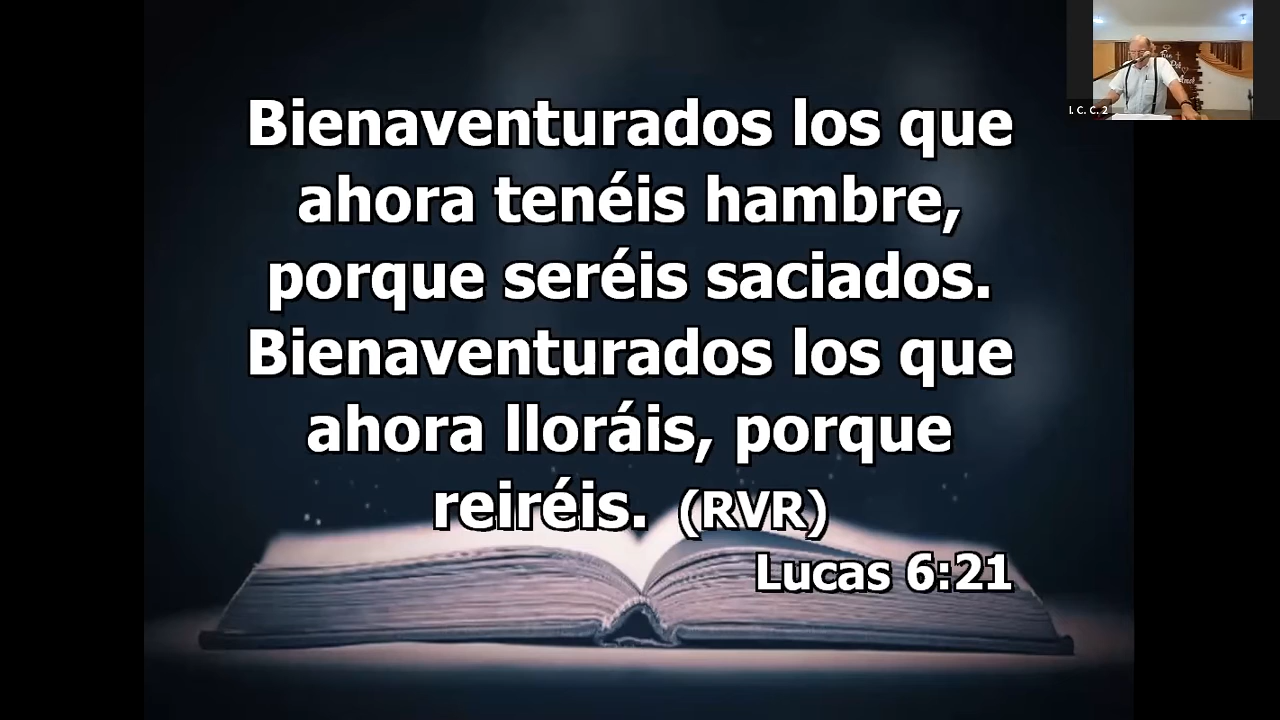 Bienaventurados los que
ahora tenéis hambre,
porque seréis saciados.
Bienaventurados los que
ahora lloráis, porque
reiréis. (RVR)
Lucas 6:21
I. C. C. 2